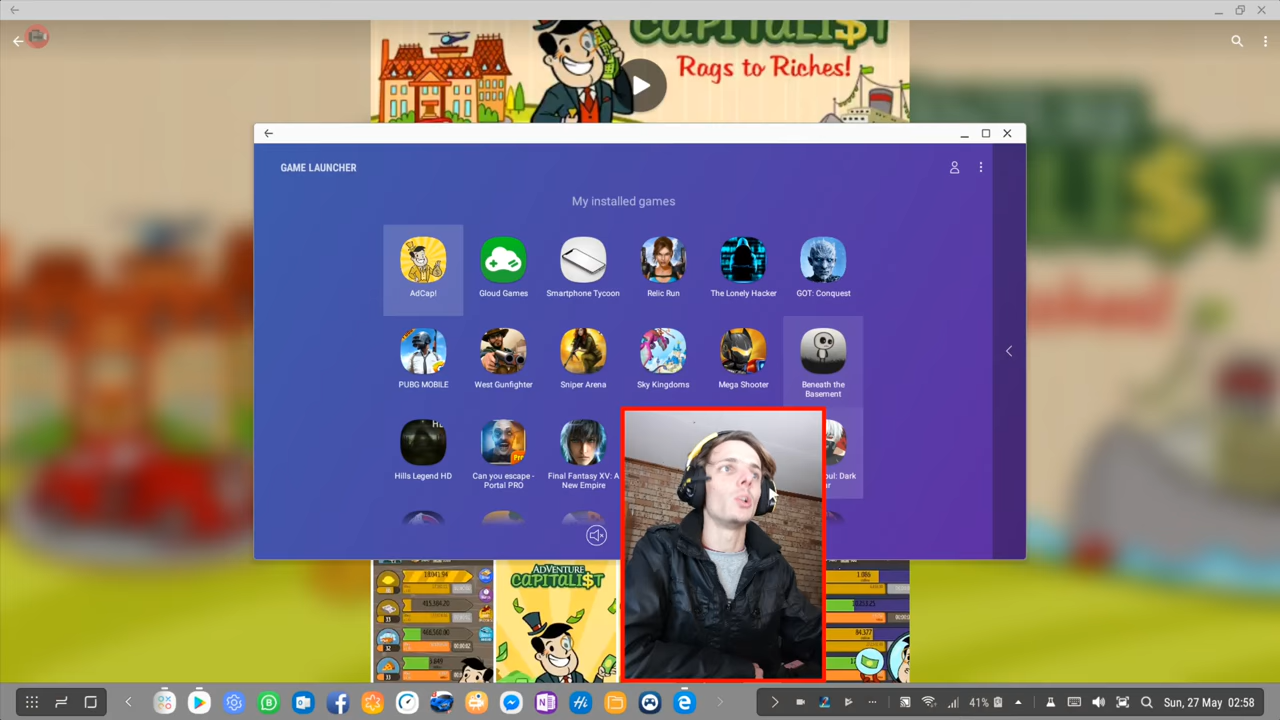 CAPITALI$T
Rags to Riches!
GAME LAUNCHER
My installed games
AdCap!
Gloud Games
Smartphone Tycoon
Relic Run
The Lonely Hacker
GOT: Conquest
PUBG MOBILE
West Gunfighter
Sniper Arena
Sky Kingdoms
Mega Shooter
Beneath the
Basement
Hills Legend HD
Can you escape -
Portal PRO
Final Fantasy XV: A
New Empire
oul: Dark
ADVENTURE
CAPITALI$T
41%
Sun, 27 May
02:58